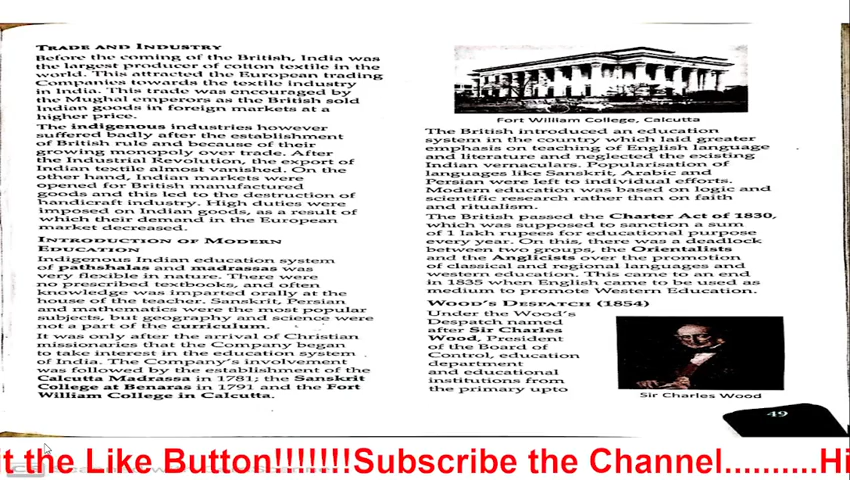 TRADE AND INDUSTRY
Before the coming of the British, India was
the largest producer of cotton textile in the
world. This attracted the European trading
Companies towards the textile industry
in India. This trade was encouraged by
the Mughal emperors as the British sold
Indian goods in foreign markets at a
higher price.
The indigenous industries however
suffered badly after the establishment
of British rule and because of their
growing monopoly over trade. After
the Industrial Revolution, the export of
Indian textile almost vanished. On the
other hand, Indian markets were
opened for British manufactured
goods and this led to the destruction of
handicraft industry. High duties were
imposed on Indian goods, as a result of
which their demand in the European
market decreased.
INTRODUCTION OF MODERN
EDUCATION
Indigenous Indian education system
of pathshalas and madrassas was
very flexible in nature. There were
no prescribed textbooks, and often
knowledge was imparted orally at the
house of the teacher. Sanskrit, Persian
and mathematics were the most popular
subjects, but geography and science were
not a part of the curriculum.
It was only after the arrival of Christian
missionaries that the Company began
to take interest in the education system
of India. The Company's involvement
was followed by the establishment of the
Calcutta Madrassa in 1781; the Sanskrit
College at Benaras in 1791 and the Fort
William College in Calcutta.
Fort William College, Calcutta
The British introduced an education
system in the country which laid greater
emphasis on teaching of English language
and literature and neglected the existing
Indian vernaculars. Popularisation of
languages like Sanskrit, Arabic and
Persian were left to individual efforts.
Modern education was based on logic and
scientific research rather than on faith
and ritualism.
The British passed the Charter Act of 1830,
which was supposed to sanction a sum
of 1 lakh rupees for educational purpose
every year. On this, there was a deadlock
between two groups, the Orientalists
and the Anglicists over the promotion
of classical and regional languages and
western education. This came to an end
in 1835 when English came to be used as
medium to promote Western Education.
WOOD'S DESPATCH (1854)
Under the Wood's
Despatch named
after Sir Charles
Wood, President
of the Board of
Control, education
department
and educational
institutions from
the primary upto
Sir Charles Wood
49
it the Like Button!!!!!!!Subscribe the Channel..........Hi